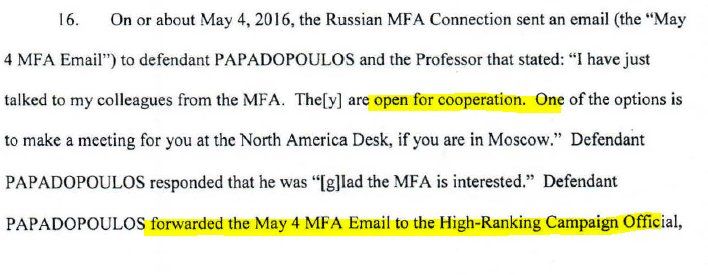 16. On or about May 4, 2016, the Russian MFA Connection sent an email (the “May
4 MFA Email”) to defendant PAPADOPOULOS and the Professor that stated: “I have just
talked to my colleagues from the MFA. The[y] are open for cooperation. One of the options is
to make a meeting for you at the North America Desk, if you are in Moscow.” Defendant
PAPADOPOULOS responded that he was “[g]lad the MFA is interested.” Defendant
PAPADOPOULOS forwarded the May 4 MFA Email to the High-Ranking Campaign Official,